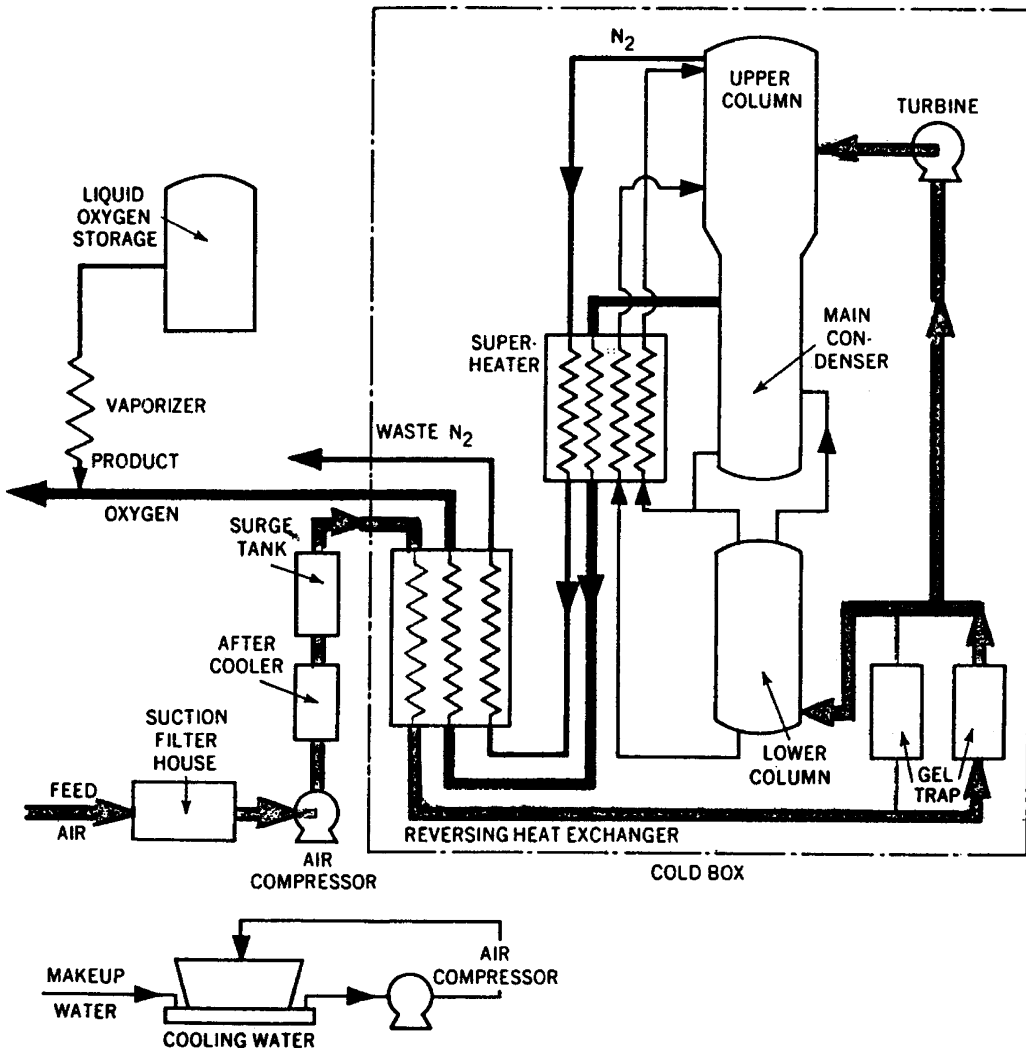 N2
UPPER
COLUMN
TURBINE
LIQUID
OXYGEN
STORAGE
MAIN
CON-
DENSER
SUPER-
HEATER
VAPORIZER
WASTE N2
PRODUCT
OXYGEN
SURGE
TANK
AFTER
COOLER
SUCTION
FILTER
HOUSE
LOWER
COLUMN
GEL
TRAP
FEED
AIR
REVERSING HEAT EXCHANGER
AIR
COMPRESSOR
COLD BOX
AIR
COMPRESSOR
MAKEUP
WATER
COOLING WATER